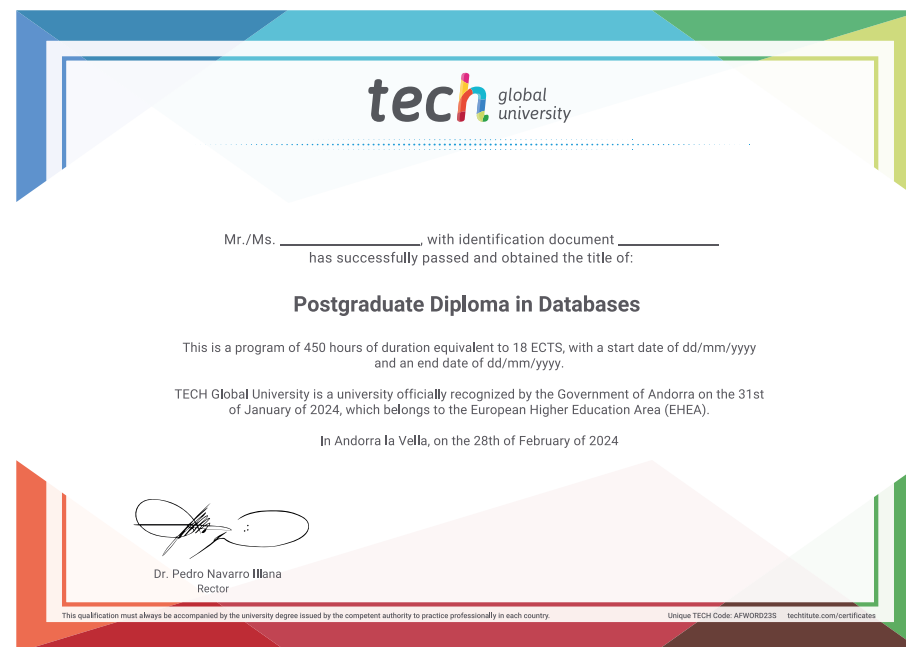 tech global university
Mr./Ms. ____________, with identification document ____________
has successfully passed and obtained the title of:
Postgraduate Diploma in Databases
This is a program of 450 hours of duration equivalent to 18 ECTS, with a start date of dd/mm/yyyy
and an end date of dd/mm/yyyy.
TECH Global University is a university officially recognized by the Government of Andorra on the 31st
of January of 2024, which belongs to the European Higher Education Area (EHEA).
In Andorra la Vella, on the 28th of February of 2024
Dr. Pedro Navarro Illana
Rector
This qualification must always be accompanied by the university degree issued by the competent authority to practice professionally in each country.
Unique TECH Code: AFWORD23S techtitute.com/certificates